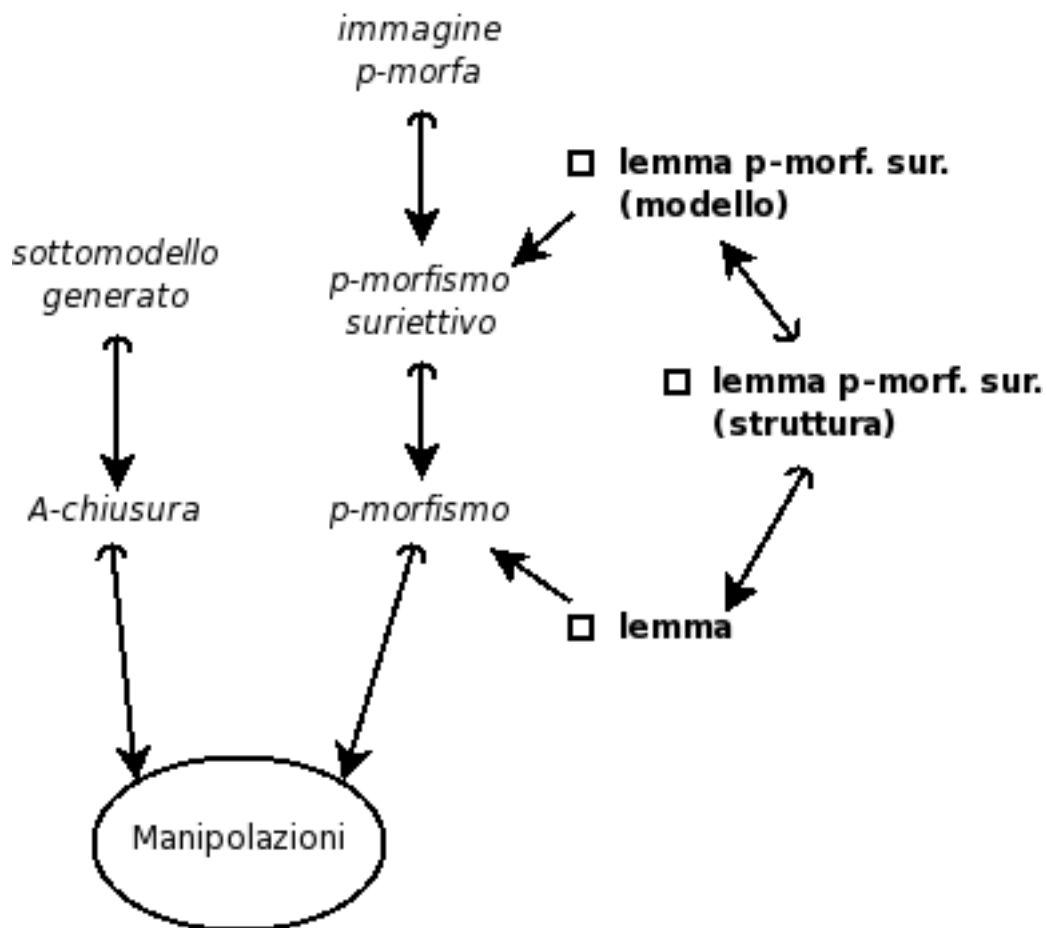 immagine
p-morfa
lemma p-morf. sur.
(modello)
sottomodello
generato
p-morfismo
suriettivo
lemma p-morf. sur.
(struttura)
A-chiusura
p-morfismo
lemma
Manipolazioni